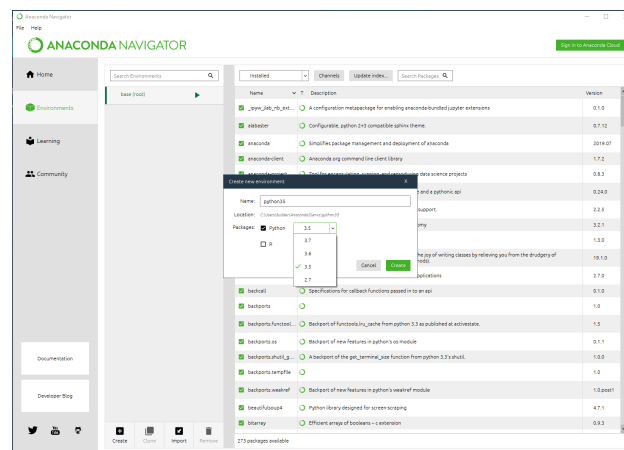 Anaconda Navigator
File Help
ANACONDA NAVIGATOR
Sign in to Anaconda Cloud
Home
Environments
Learning
Community
Documentation
Developer Blog
Search Environments
base (root)
Create Clone Import Remove
Installed Channels Update index... Search Packages
Name T Description Version
_ipyw_jlab_nb_ext... A configuration metapackage for enabling anaconda-bundled jupyter extensions 0.1.0
alabaster Configurable, python 2+3 compatible sphinx theme. 0.7.12
anaconda Simplifies package management and deployment of anaconda 2019.07
anaconda-client Anaconda.org command line client library 1.7.2
anaconda-project Tool for encapsulating, running, and reproducing data science projects 0.8.3
and a pythonic api 0.24.0
support. 2.2.5
omy 3.2.1
1.3.0
he joy of writing classes by relieving you from the drudgery of
19.1.0
pplications 2.7.0
backcall Specifications for callback functions passed in to an api 0.1.0
backports 1.0
backports.functool... Backport of functools.lru_cache from python 3.3 as published at activestate. 1.5
backports.os Backport of new features in python's os module 0.1.1
backports.shutil_g... A backport of the get_terminal_size function from python 3.3's shutil. 1.0.0
backports.tempfile 1.0
backports.weakref Backport of new features in python's weakref module 1.0.post1
beautifulsoup4 Python library designed for screen-scraping 4.7.1
bitarray Efficient arrays of booleans -- c extension 0.9.3
273 packages available
Create new environment X
Name: python35
Location:
Packages: Python 3.5
R
3.7
3.6
3.5
2.7
Cancel Create